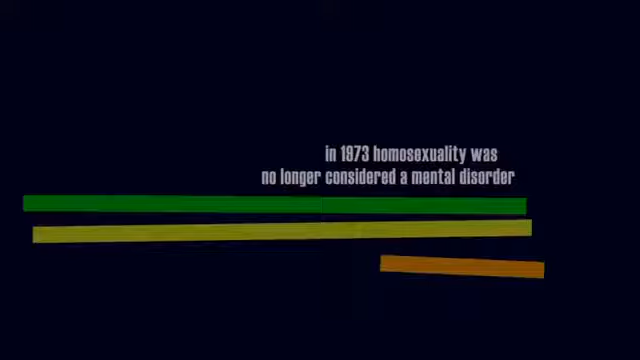 in 1973 homosexuality was
no longer considered a mental disorder